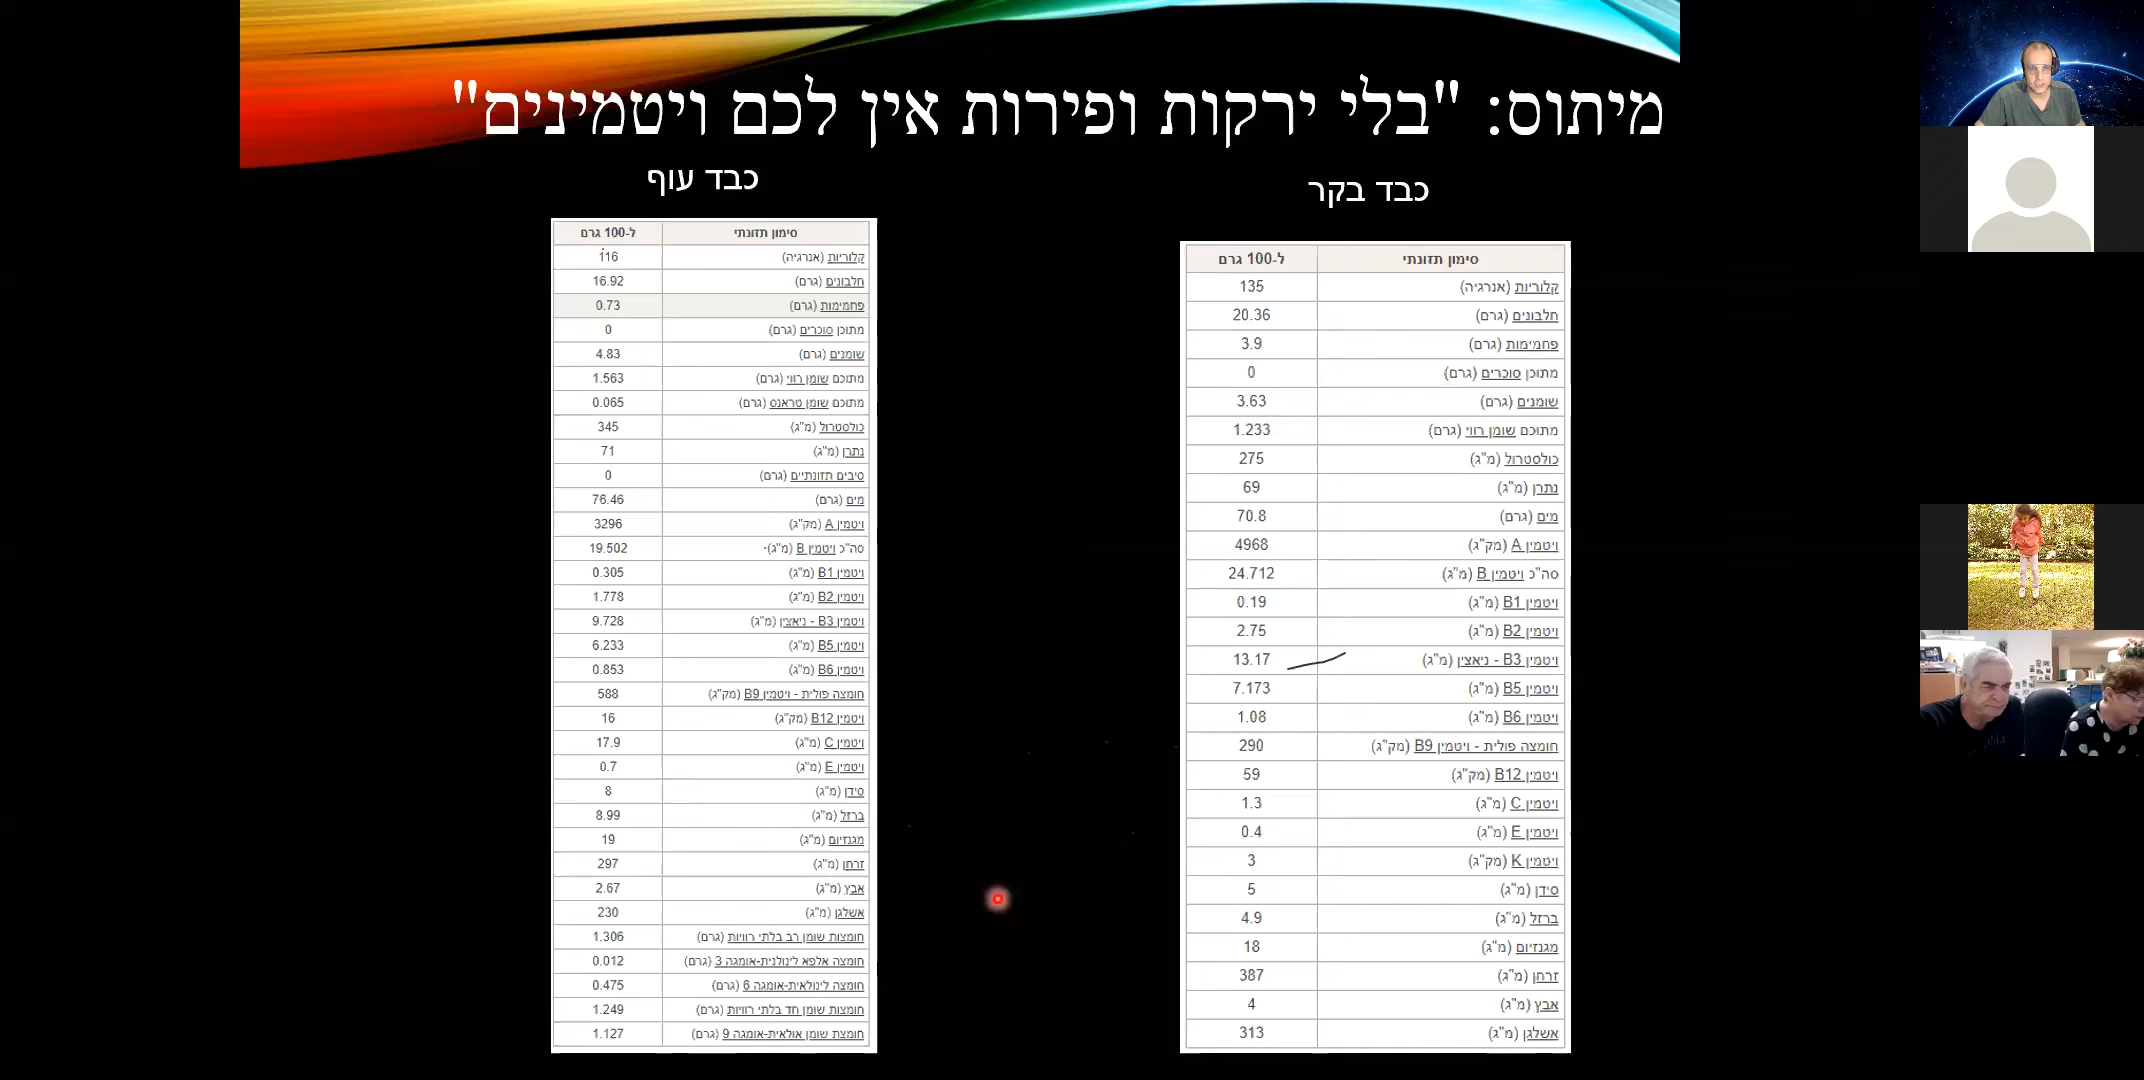 מיתוס: "בלי ירקות ופירות אין לכם ויטמינים"
כבד בקר
סימון תזונתי ל-100 גרם
קלוריות (אנרגיה) 135
חלבונים (גרם) 20.36
פחמימות (גרם) 3.9
מתוכן סוכרים (גרם) 0
שומנים (גרם) 3.63
מתוכם שומן רווי (גרם) 1.233
כולסטרול (מ"ג) 275
נתרן (מ"ג) 69
מים (גרם) 70.8
ויטמין A (מק"ג) 4968
סה"כ ויטמין B (מ"ג) 24.712
ויטמין B1 (מ"ג) 0.19
ויטמין B2 (מ"ג) 2.75
ויטמין B3 - ניאצין (מ"ג) 13.17
ויטמין B5 (מ"ג) 7.173
ויטמין B6 (מ"ג) 1.08
חומצה פולית - ויטמין B9 (מק"ג) 290
ויטמין B12 (מק"ג) 59
ויטמין C (מ"ג) 1.3
ויטמין E (מ"ג) 0.4
ויטמין K (מק"ג) 3
סידן (מ"ג) 5
ברזל (מ"ג) 4.9
מגנזיום (מ"ג) 18
זרחן (מ"ג) 387
אבץ (מ"ג) 4
אשלגן (מ"ג) 313
כבד עוף
סימון תזונתי ל-100 גרם
קלוריות (אנרגיה) 116
חלבונים (גרם) 16.92
פחמימות (גרם) 0.73
מתוכן סוכרים (גרם) 0
שומנים (גרם) 4.83
מתוכם שומן רווי (גרם) 1.563
מתוכם שומן טראנס (גרם) 0.065
כולסטרול (מ"ג) 345
נתרן (מ"ג) 71
סיבים תזונתיים (גרם) 0
מים (גרם) 76.46
ויטמין A (מק"ג) 3296
סה"כ ויטמין B (מ"ג) 19.502
ויטמין B1 (מ"ג) 0.305
ויטמין B2 (מ"ג) 1.778
ויטמין B3 - ניאצין (מ"ג) 9.728
ויטמין B5 (מ"ג) 6.233
ויטמין B6 (מ"ג) 0.853
חומצה פולית - ויטמין B9 (מק"ג) 588
ויטמין B12 (מק"ג) 16
ויטמין C (מ"ג) 17.9
ויטמין E (מ"ג) 0.7
סידן (מ"ג) 8
ברזל (מ"ג) 8.99
מגנזיום (מ"ג) 19
זרחן (מ"ג) 297
אבץ (מ"ג) 2.67
אשלגן (מ"ג) 230
חומצות שומן רב בלתי רוויות (גרם) 1.306
חומצה אלפא לינולנית-אומגה 3 (גרם) 0.012
חומצה לינולאית-אומגה 6 (גרם) 0.475
חומצות שומן חד בלתי רוויות (גרם) 1.249
חומצת שומן אולאית-אומגה 9 (גרם) 1.127